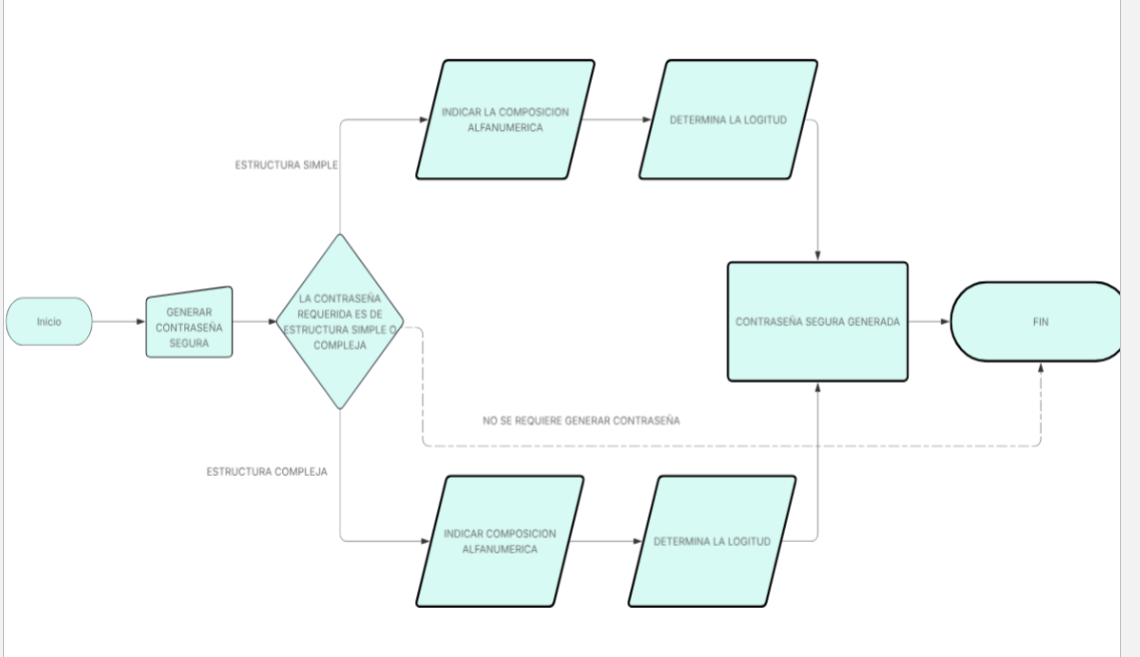 INDICAR LA COMPOSICION
ALFANUMERICA
DETERMINA LA LOGITUD
ESTRUCTURA SIMPLE
Inicio
GENERAR
CONTRASEÑA
SEGURA
LA CONTRASEÑA
REQUERIDA ES DE
ESTRUCTURA SIMPLE O
COMPLEJA
CONTRASEÑA SEGURA GENERADA
FIN
NO SE REQUIERE GENERAR CONTRASEÑA
ESTRUCTURA COMPLEJA
INDICAR COMPOSICION
ALFANUMERICA
DETERMINA LA LOGITUD